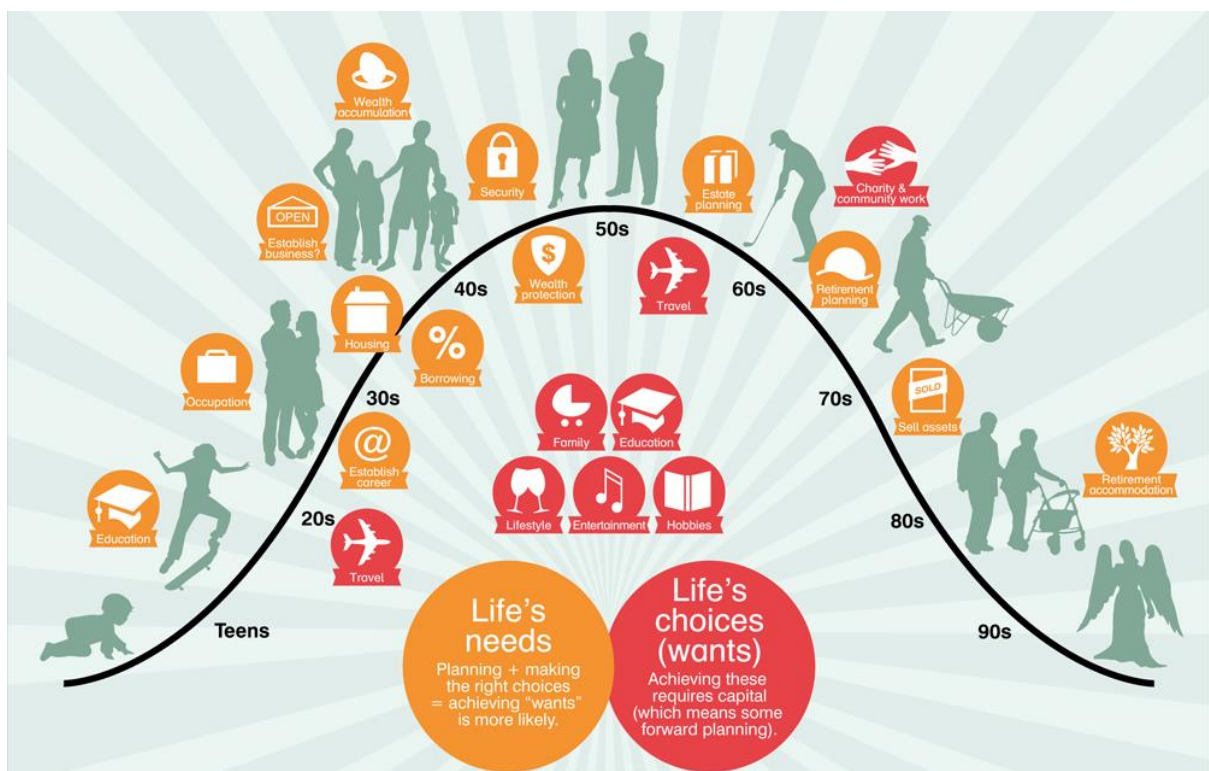 Wealth
accumulation
Security
Estate
planning
Charity &
community work
OPEN
Establish
business?
50s
40s
$
Wealth
protection
Travel
60s
Retirement
planning
Housing
%
Borrowing
Occupation
30s
70s
SOLD
Sell assets
Family
Education
@
Establish
career
Retirement
accommodation
Education
20s
Lifestyle
Entertainment
Hobbies
80s
Travel
Teens
90s
Life's
needs
Planning + making
the right choices
= achieving "wants"
is more likely.
Life's
choices
(wants)
Achieving these
requires capital
(which means some
forward planning).